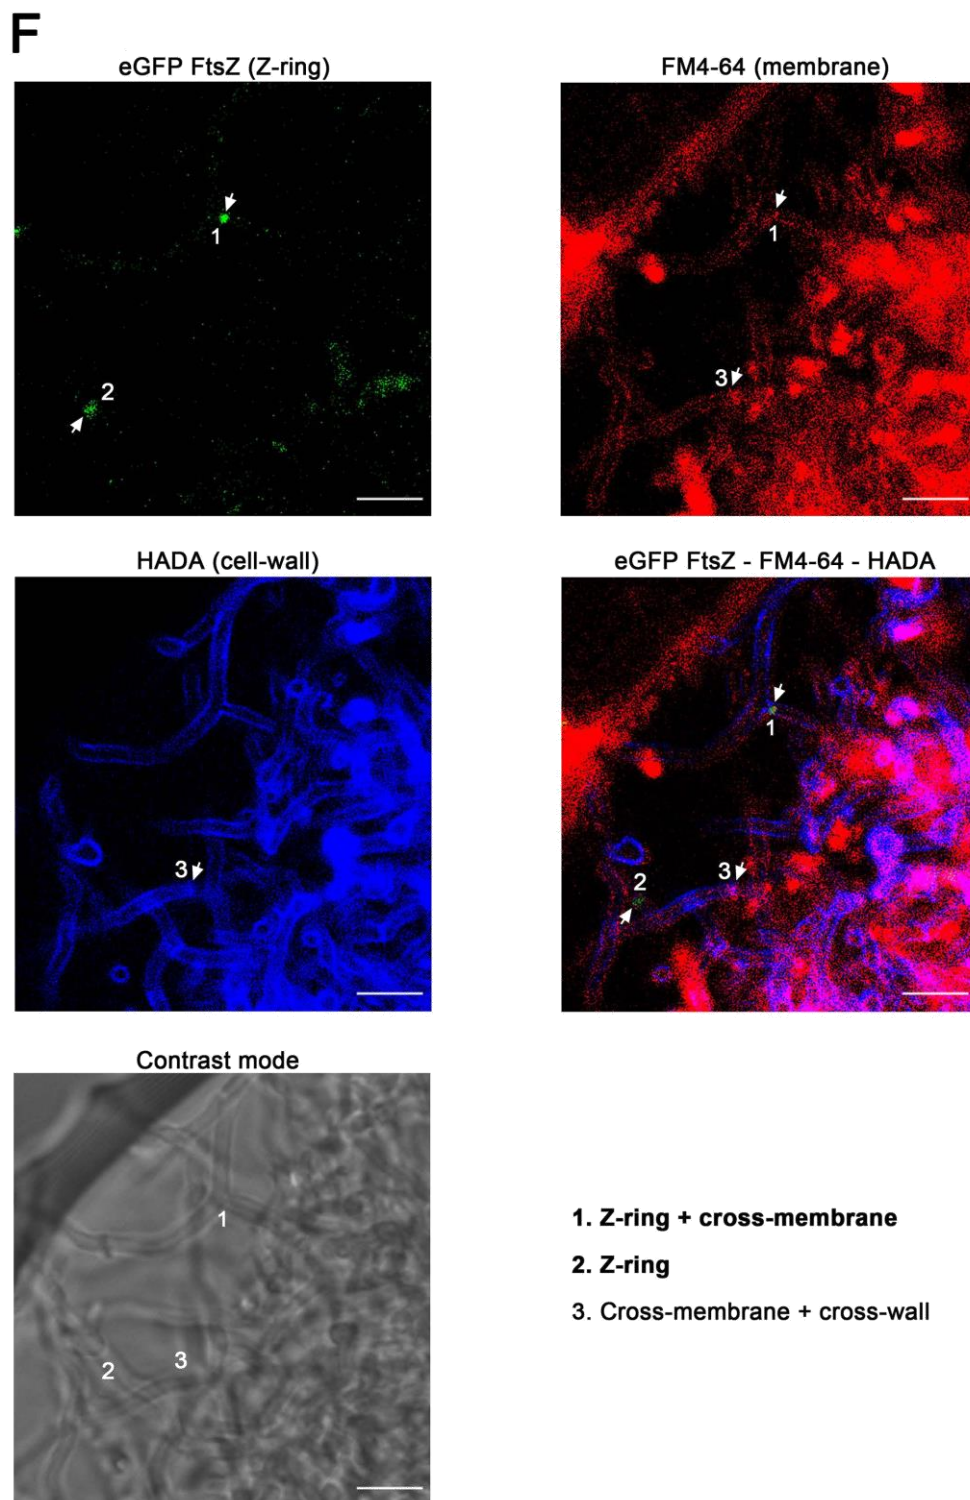 F
eGFP FtsZ (Z-ring)
FM4-64 (membrane)
1
2
1
3
HADA (cell-wall)
eGFP FtsZ - FM4-64 - HADA
3
1
2
3
Contrast mode
1
2
3
1. Z-ring + cross-membrane
2. Z-ring
3. Cross-membrane + cross-wall